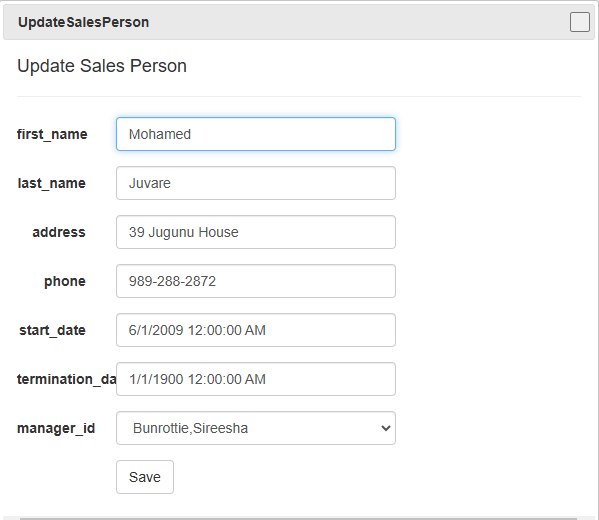 UpdateSalesPerson
Update Sales Person
first_name Mohamed
last_name Juvare
address 39 Jugunu House
phone 989-288-2872
start_date 6/1/2009 12:00:00 AM
termination_da 1/1/1900 12:00:00 AM
manager_id Bunrottie,Sireesha
Save